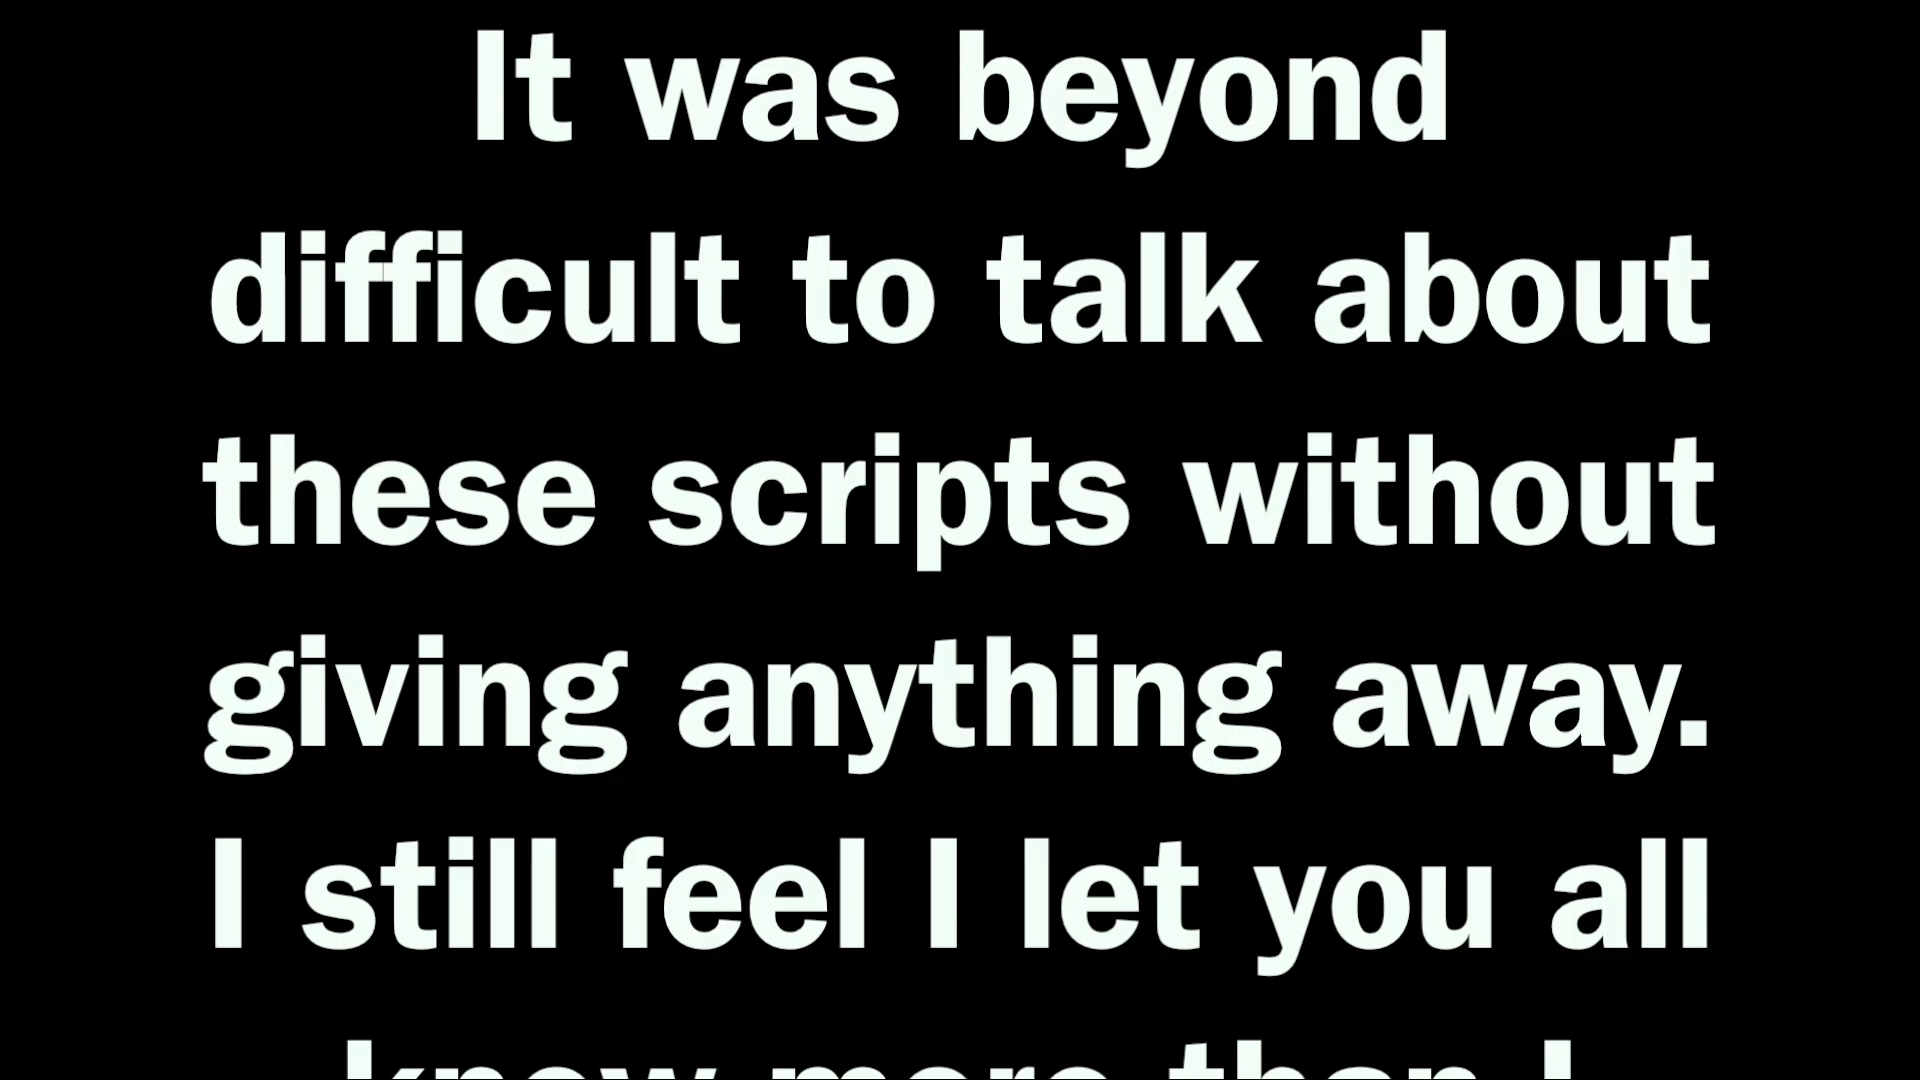 It was beyond
difficult to talk about
these scripts without
giving anything away.
I still feel I let you all
know more than I